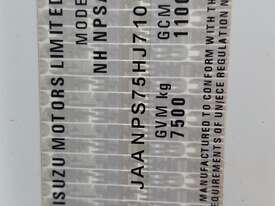 ISUZU MOTORS LIMITED
MODE
NH NPS
JAANPS75HJ710
GVM kg
GCM
7500
1100
MANUFACTURED TO CONFORM WITH THE
REQUIREMENTS OF UNIECE REGULATION N